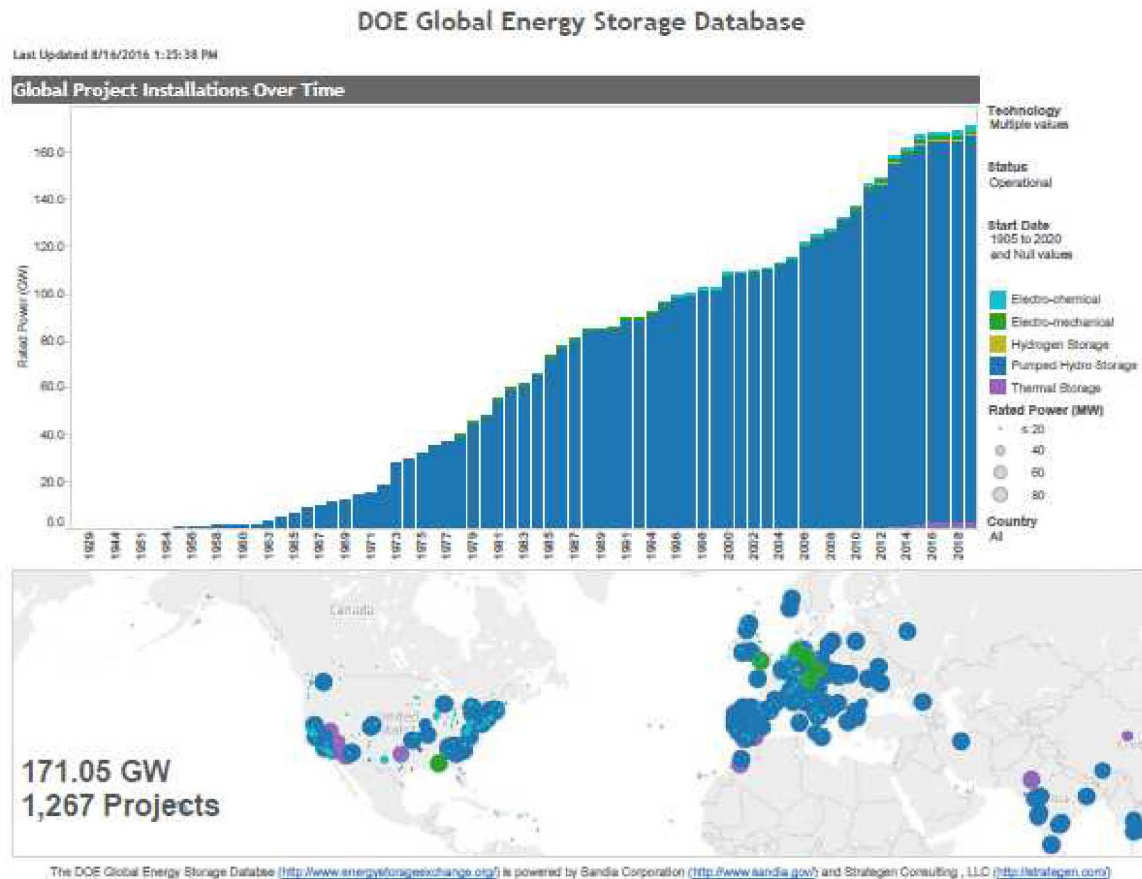 DOE Global Energy Storage Database
Last Updated 8/16/2016 1:25:38 PM
Global Project Installations Over Time
Technology
Multiple values
Status
Operational
Start Date
1905 to 2020
and Null values
Electro-chemical
Electro-mechanical
Hydrogen Storage
Pumped Hydro Storage
Thermal Storage
Rated Power (MW)
≤ 20
40
60
80
Country
All
Rated Power (GW)
160.0
140.0
120.0
100.0
80.0
60.0
40.0
20.0
0.0
1929 1944 1951 1954 1956 1958 1960 1963 1965 1967 1969 1971 1973 1975 1977 1979 1981 1983 1985 1987 1989 1991 1994 1996 1998 2000 2002 2004 2006 2008 2010 2012 2014 2016 2018
Canada
United
171.05 GW
1,267 Projects
The DOE Global Energy Storage Databse (http://www.energystorageexchange.org/) is powered by Sandia Corporation (http://www.sandia.gov/) and Strategen Consulting , LLC (http://strategen.com/)